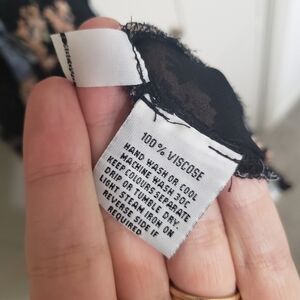 100% VISCOSE
HAND WASH OR COOL
MACHINE WASH 30C
KEEP COLOURS SEPARATE
DRIP OR TUMBLE DRY.
LIGHT STEAM IRON ON
REVERSE SIDE IF
REQUIRED